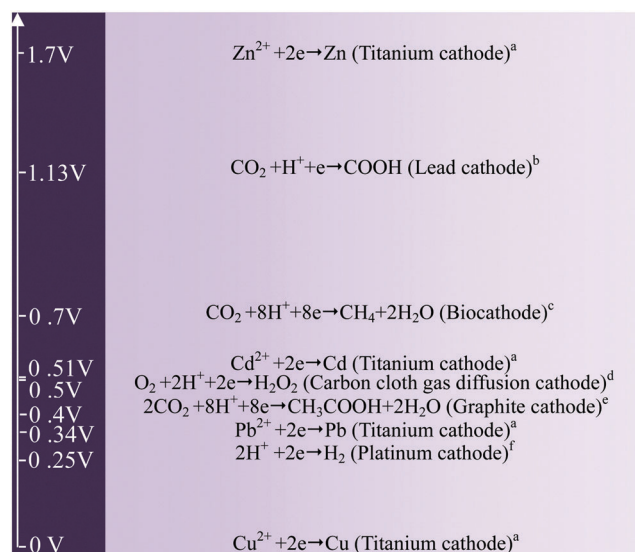 1.7V Zn²⁺ +2e→Zn (Titanium cathode)ᵃ
1.13V CO₂ +H⁺+e→COOH (Lead cathode)ᵇ
0 .7V CO₂ +8H⁺+8e→CH₄+2H₂O (Biocathode)ᶜ
0 .51V Cd²⁺ +2e→Cd (Titanium cathode)ᵃ
0 .5V O₂ +2H⁺+2e→H₂O₂ (Carbon cloth gas diffusion cathode)ᵈ
0 .4V 2CO₂ +8H⁺+8e→CH₃COOH+2H₂O (Graphite cathode)ᵉ
0 .34V Pb²⁺ +2e→Pb (Titanium cathode)ᵃ
0 .25V 2H⁺ +2e→H₂ (Platinum cathode)ᶠ
0 V Cu²⁺ +2e→Cu (Titanium cathode)ᵃ